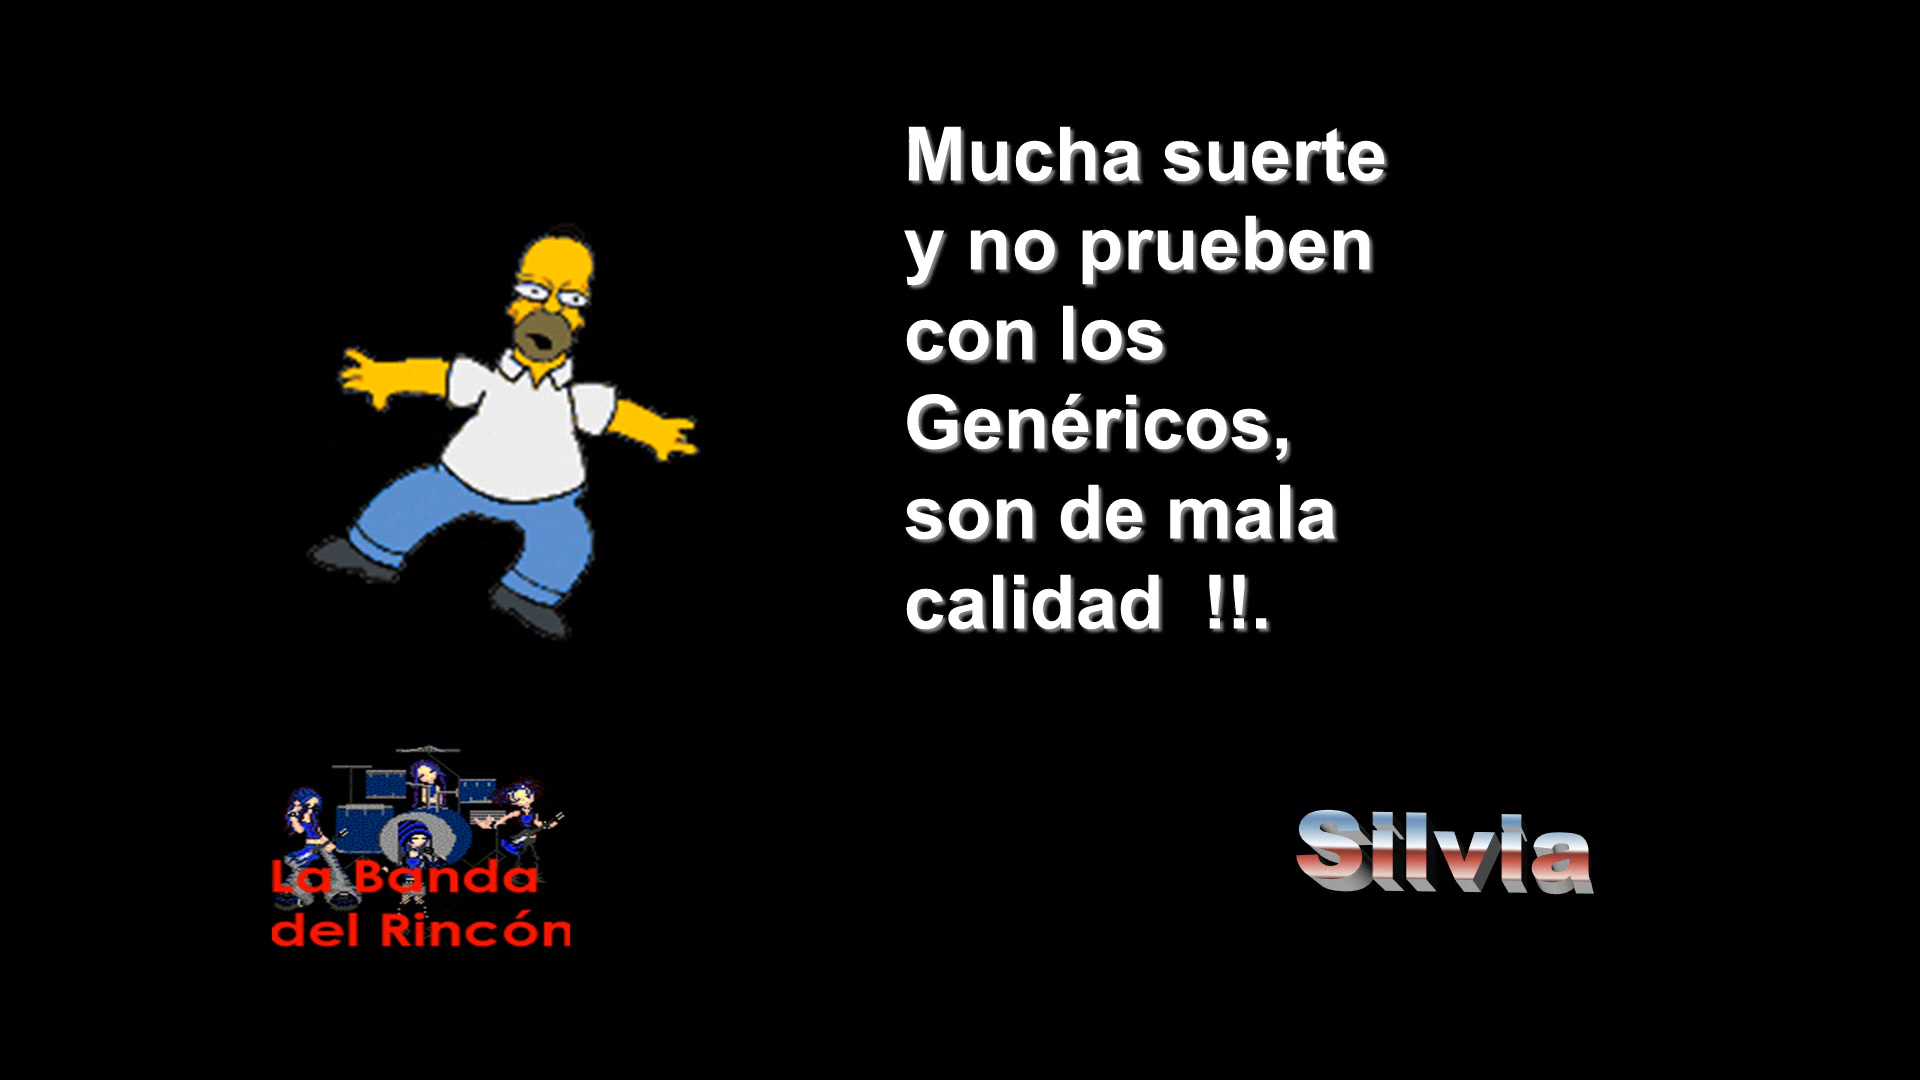 Mucha suerte
y no prueben
con los
Genéricos,
son de mala
calidad  !!.
La Banda
del Rincón
Silvia